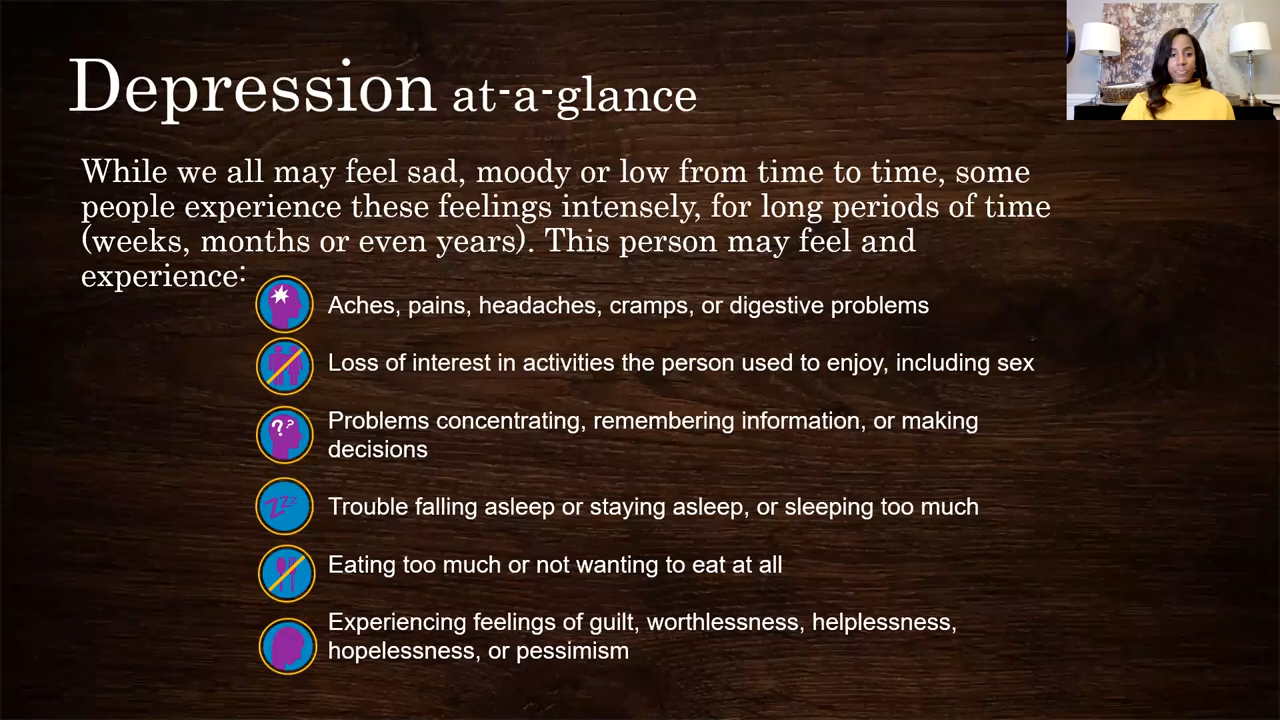 Depression at-a-glance
While we all may feel sad, moody or low from time to time, some
people experience these feelings intensely, for long periods of time
(weeks, months or even years). This person may feel and
experience:
Aches, pains, headaches, cramps, or digestive problems
Loss of interest in activities the person used to enjoy, including sex
??
Problems concentrating, remembering information, or making
decisions
ZZZ
Trouble falling asleep or staying asleep, or sleeping too much
Eating too much or not wanting to eat at all
Experiencing feelings of guilt, worthlessness, helplessness,
hopelessness, or pessimism